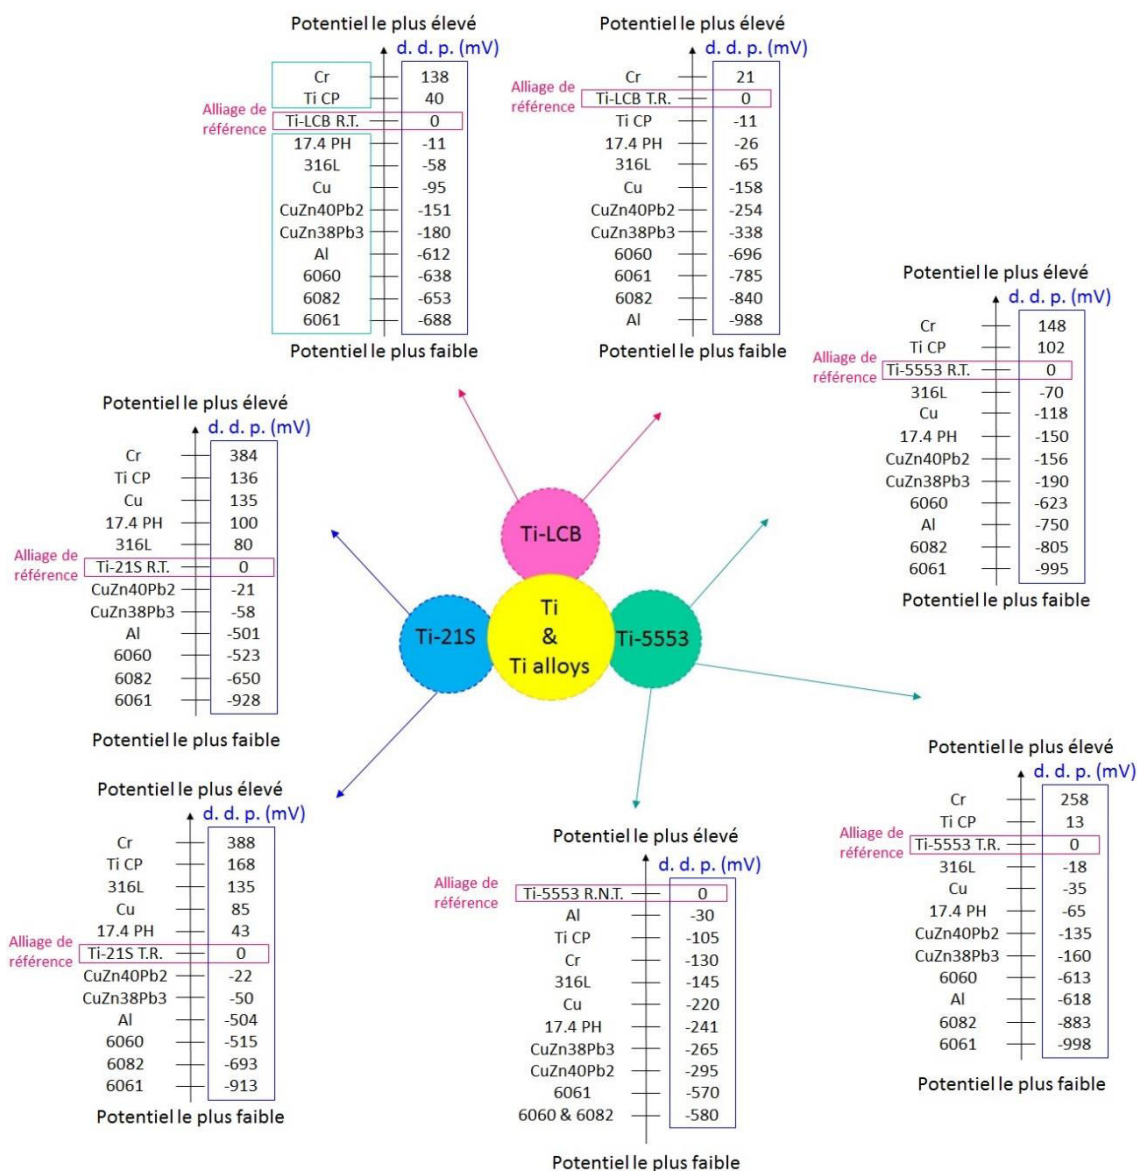 Potentiel le plus élevé
d. d. p. (mV)
Cr 138
Ti CP 40
Alliage de
référence
Ti-LCB R.T. 0
17.4 PH -11
316L -58
Cu -95
CuZn40Pb2 -151
CuZn38Pb3 -180
Al -612
6060 -638
6082 -653
6061 -688
Potentiel le plus faible
Potentiel le plus élevé
d. d. p. (mV)
Cr 21
Alliage de
référence
Ti-LCB T.R. 0
Ti CP -11
17.4 PH -26
316L -65
Cu -158
CuZn40Pb2 -254
CuZn38Pb3 -338
6060 -696
6061 -785
6082 -840
Al -988
Potentiel le plus faible
Potentiel le plus élevé
d. d. p. (mV)
Cr 148
Ti CP 102
Alliage de
référence
Ti-5553 R.T. 0
316L -70
Cu -118
17.4 PH -150
CuZn40Pb2 -156
CuZn38Pb3 -190
6060 -623
Al -750
6082 -805
6061 -995
Potentiel le plus faible
Potentiel le plus élevé
d. d. p. (mV)
Cr 384
Ti CP 136
Cu 135
17.4 PH 100
316L 80
Alliage de
référence
Ti-21S R.T. 0
CuZn40Pb2 -21
CuZn38Pb3 -58
Al -501
6060 -523
6082 -650
6061 -928
Potentiel le plus faible
Ti-LCB
Ti-21S
Ti
&
Ti alloys
Ti-5553
Potentiel le plus élevé
d. d. p. (mV)
Cr 388
Ti CP 168
316L 135
Cu 85
17.4 PH 43
Alliage de
référence
Ti-21S T.R. 0
CuZn40Pb2 -22
CuZn38Pb3 -50
Al -504
6060 -515
6082 -693
6061 -913
Potentiel le plus faible
Potentiel le plus élevé
d. d. p. (mV)
Alliage de
référence
Ti-5553 R.N.T. 0
Al -30
Ti CP -105
Cr -130
316L -145
Cu -220
17.4 PH -241
CuZn38Pb3 -265
CuZn40Pb2 -295
6061 -570
6060 & 6082 -580
Potentiel le plus faible
Potentiel le plus élevé
d. d. p. (mV)
Cr 258
Ti CP 13
Alliage de
référence
Ti-5553 T.R. 0
316L -18
Cu -35
17.4 PH -65
CuZn40Pb2 -135
CuZn38Pb3 -160
6060 -613
Al -618
6082 -883
6061 -998
Potentiel le plus faible